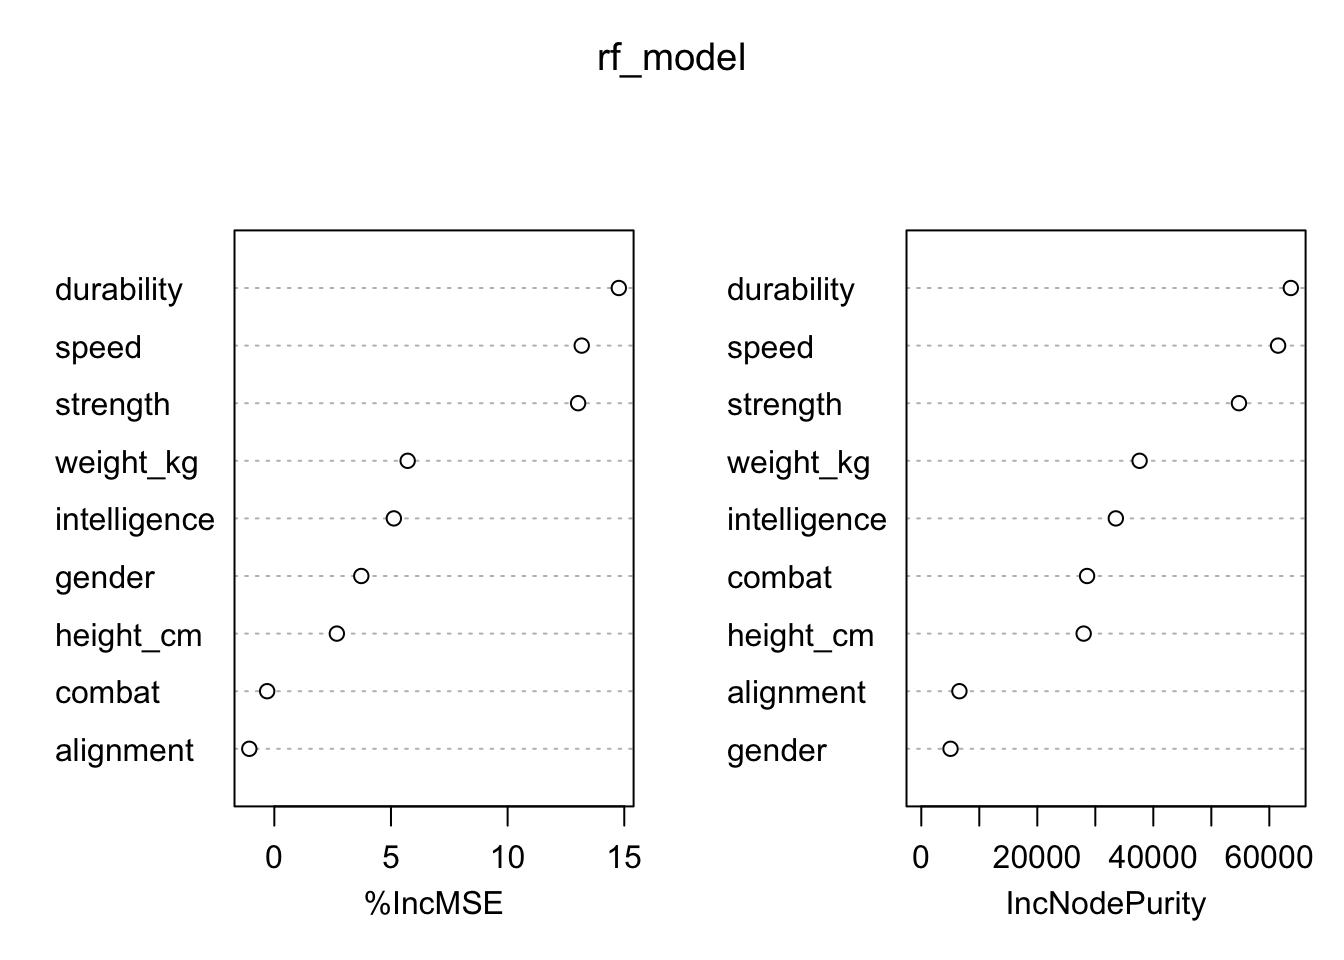 rf_model
durability
speed
strength
weight_kg
intelligence
gender
height_cm
combat
alignment
0 5 10 15
%IncMSE
durability
speed
strength
weight_kg
intelligence
combat
height_cm
alignment
gender
0 20000 40000 60000
IncNodePurity